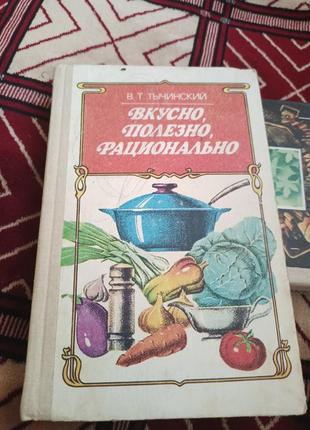 В. Т. ТЫЧИНСКИЙ
ВКУСНО,
ПОЛЕЗНО,
РАЦИОНАЛЬНО